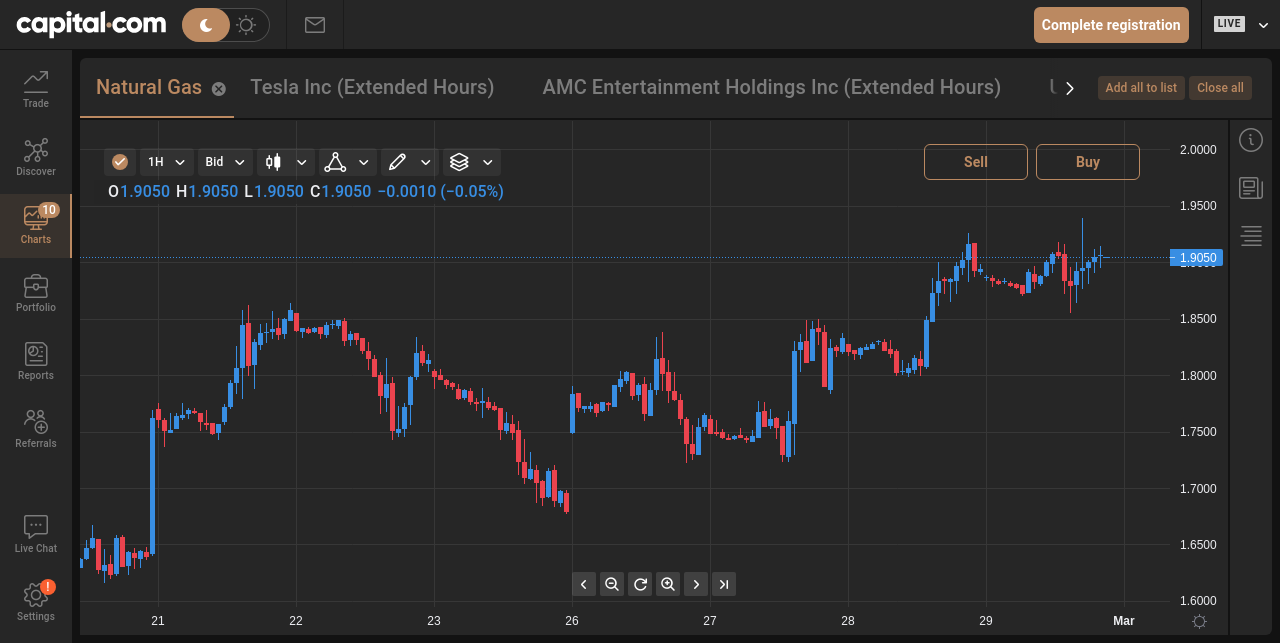 capital.com
Complete registration
LIVE
Trade
Discover
10
Charts
Portfolio
Reports
Referrals
Live Chat
!
Settings
Natural Gas
Tesla Inc (Extended Hours)
AMC Entertainment Holdings Inc (Extended Hours)
Add all to list
Close all
1H
Bid
Sell
Buy
O1.9050 H1.9050 L1.9050 C1.9050 −0.0010 (−0.05%)
2.0000
1.9500
1.9050
1.8500
1.8000
1.7500
1.7000
1.6500
1.6000
21 22 23 26 27 28 29 Mar